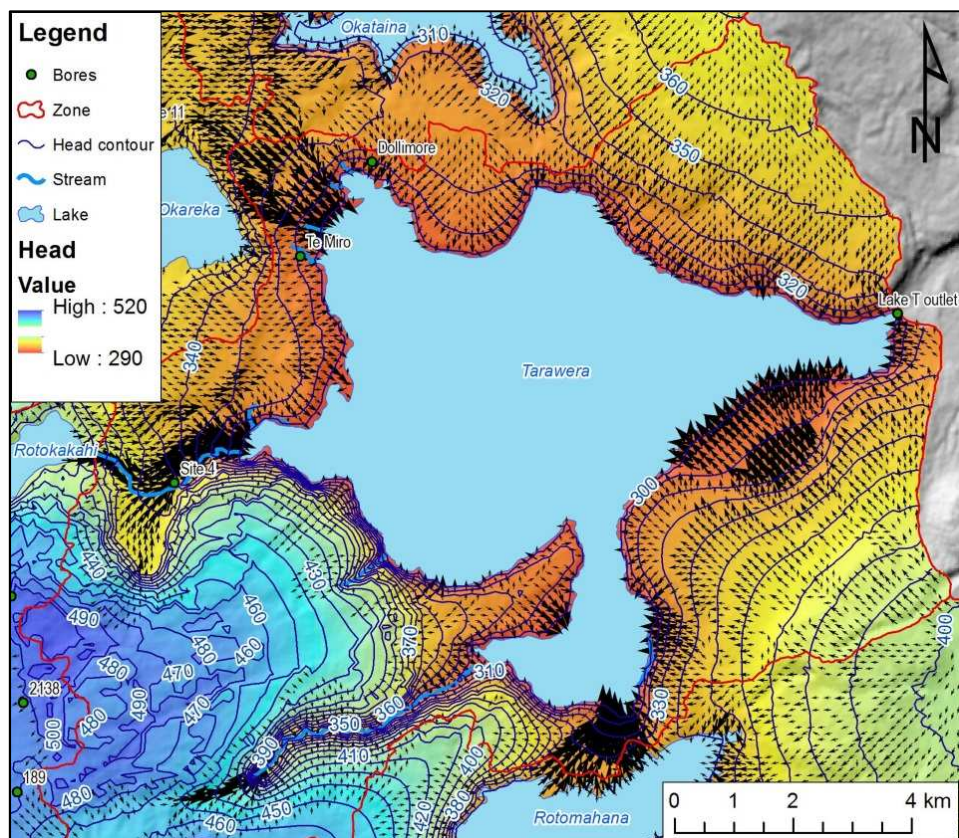 Legend
Bores
Zone
Head contour
Stream
Lake
Head
Value
High : 520
Low : 290
Okataina
310
320
360
350
11
N
Dollimore
Okareka
Te Miro
320
Lake T outlet
340
Tarawera
Rotokakahi
Site 4
300
440
430
490
460
480
480
460
400
470
370
2138
490
470
310
480
500
350
360
330
390
410
400
189
480
450
420
380
460
Rotomahana
0
2
4 km